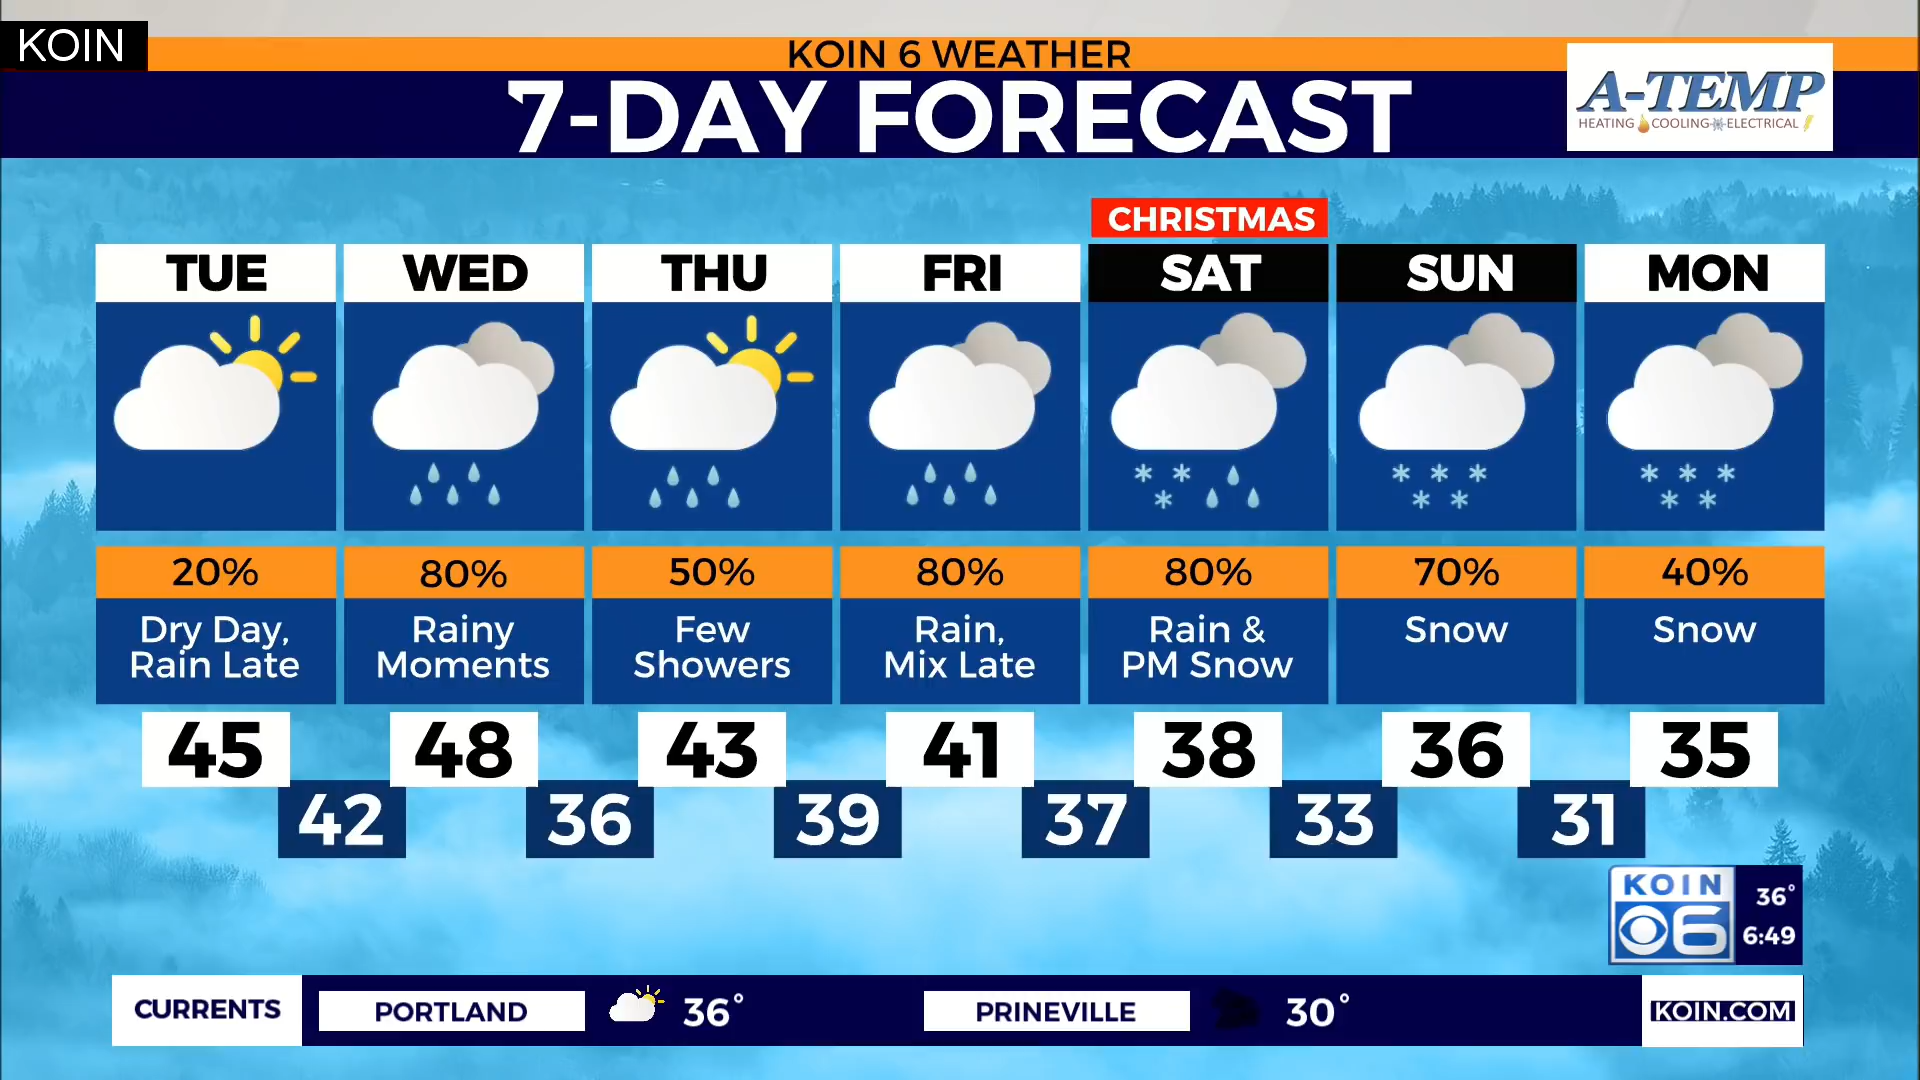 KOIN
KOIN 6 WEATHER
7-DAY FORECAST
A-TEMP
HEATING COOLING ELECTRICAL
CHRISTMAS
TUE WED THU FRI SAT SUN MON
20% 80% 50% 80% 80% 70% 40%
Dry Day, Rainy Few Rain, Rain & Snow Snow
Rain Late Moments Showers Mix Late PM Snow
45 48 43 41 38 36 35
42 36 39 37 33 31
KOIN 36°
6 6:49
CURRENTS PORTLAND 36° PRINEVILLE 30° KOIN.COM